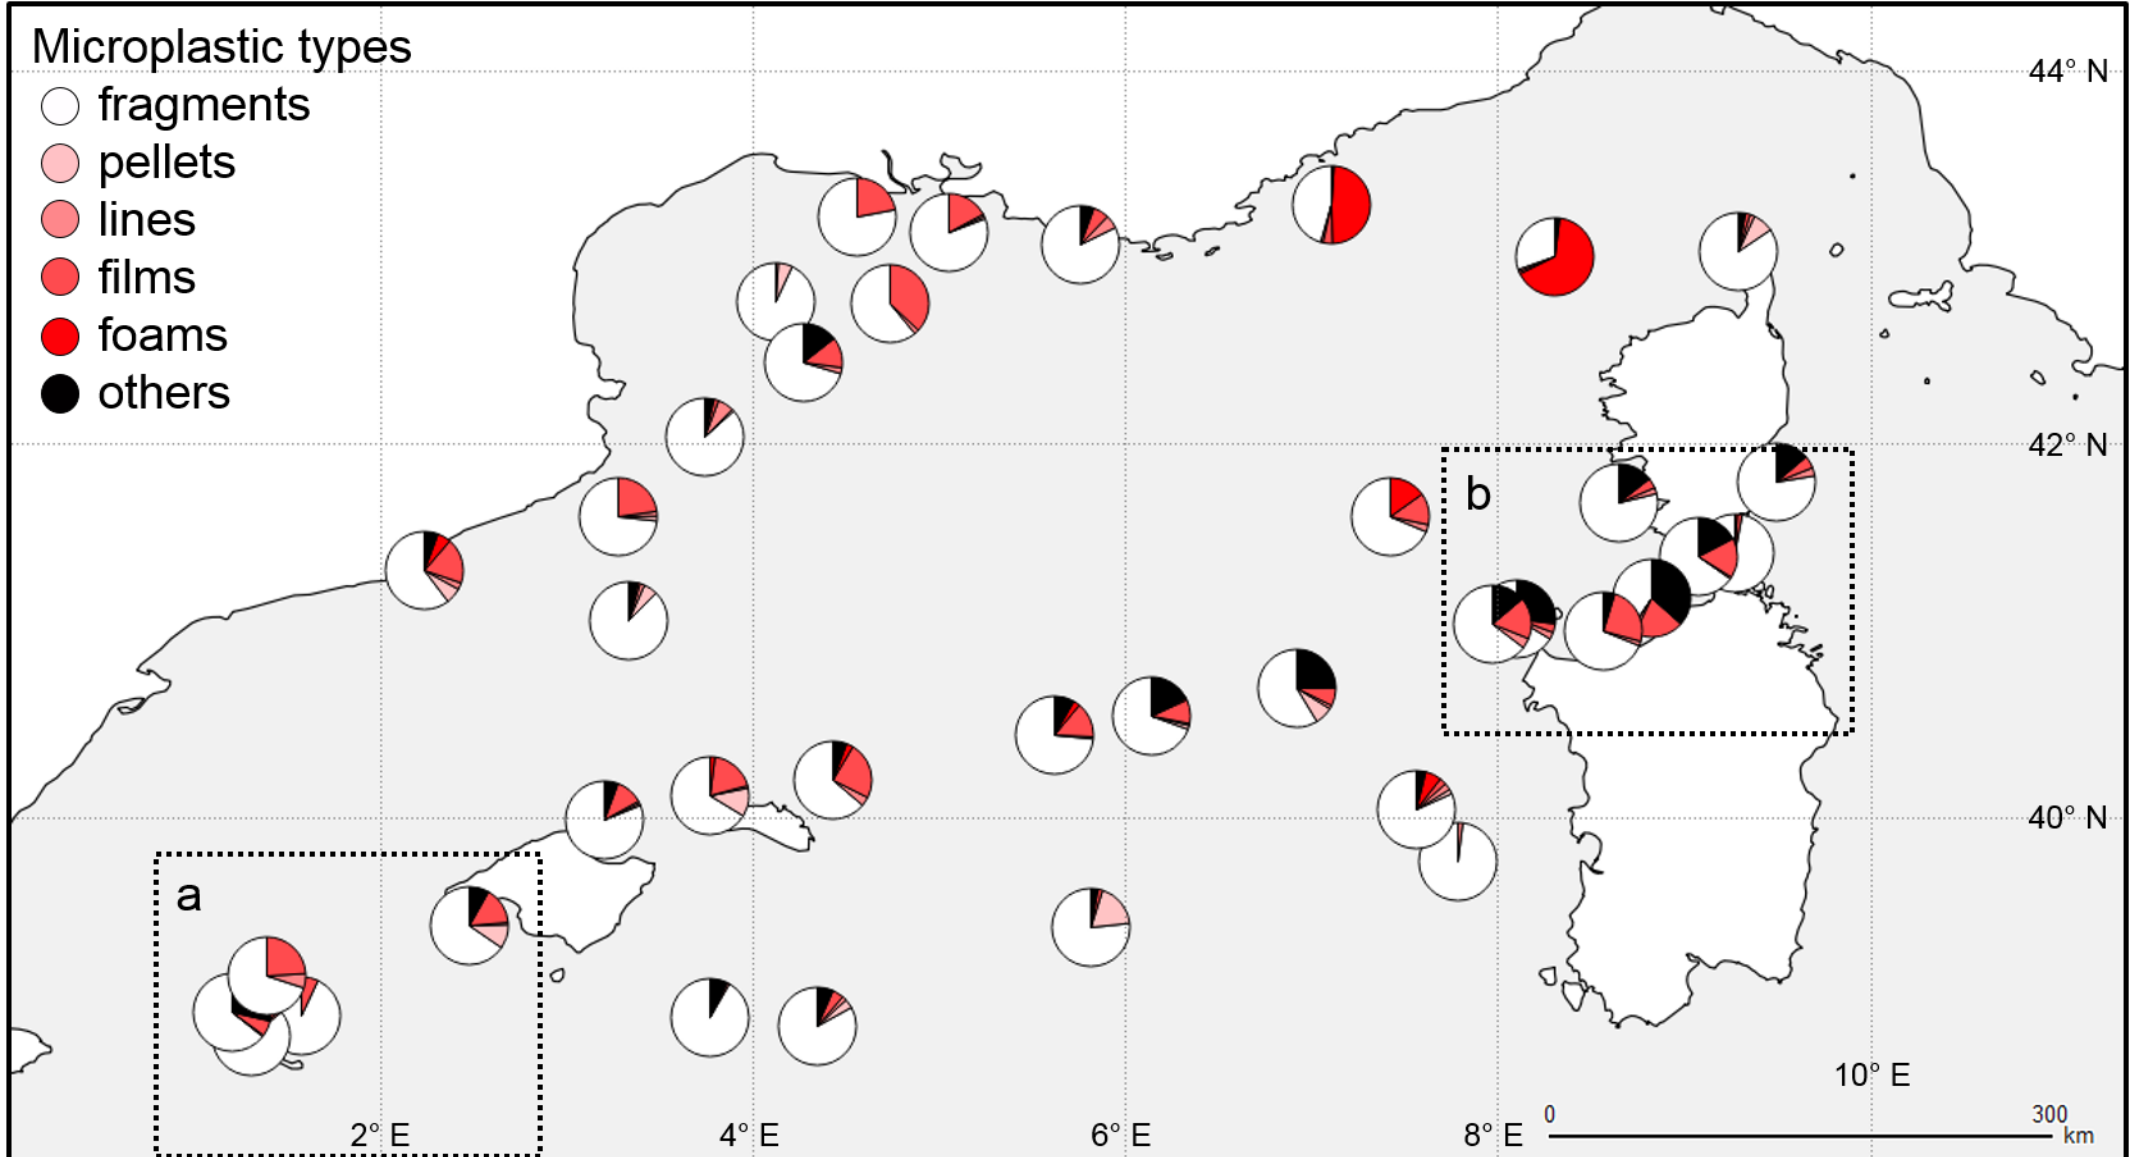 Microplastic types
fragments
pellets
lines
films
foams
others
44° N
42° N
b
40° N
a
10° E
0 300
km
2° E 4° E 6° E 8° E